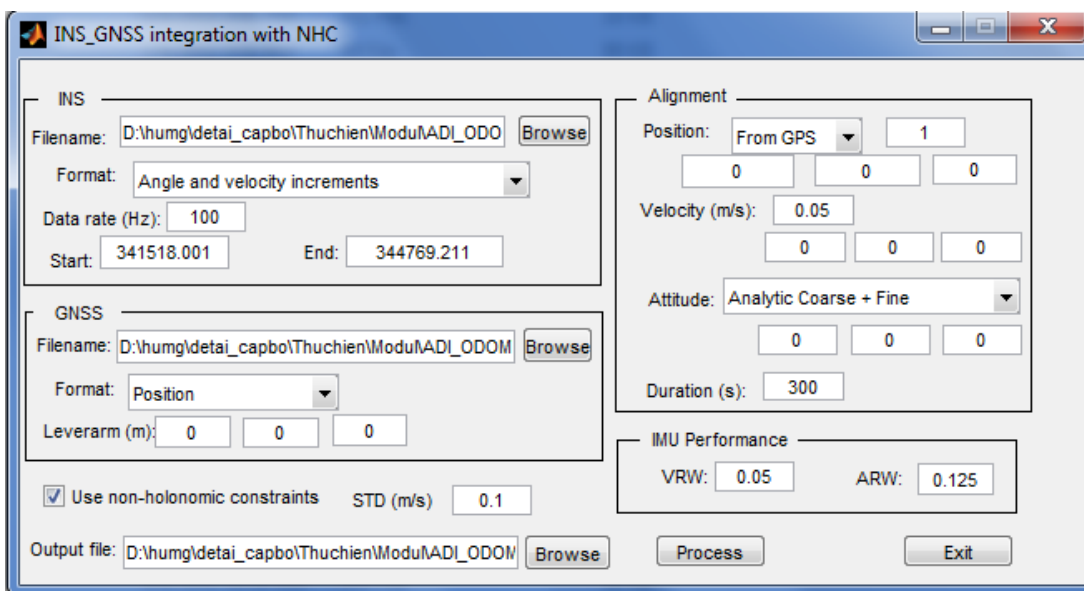 INS_GNSS integration with NHC
INS
Filename: D:\humg\detai_capbo\Thuchien\Modul\ADI_ODO Browse
Format: Angle and velocity increments
Data rate (Hz): 100
Start: 341518.001 End: 344769.211
GNSS
Filename: D:\humg\detai_capbo\Thuchien\Modul\ADI_ODOM Browse
Format: Position
Leverarm (m): 0 0 0
Use non-holonomic constraints STD (m/s) 0.1
Output file: D:\humg\detai_capbo\Thuchien\Modul\ADI_ODOM Browse
Alignment
Position: From GPS 1
0 0 0
Velocity (m/s): 0.05
0 0 0
Attitude: Analytic Coarse + Fine
0 0 0
Duration (s): 300
IMU Performance
VRW: 0.05 ARW: 0.125
Process Exit